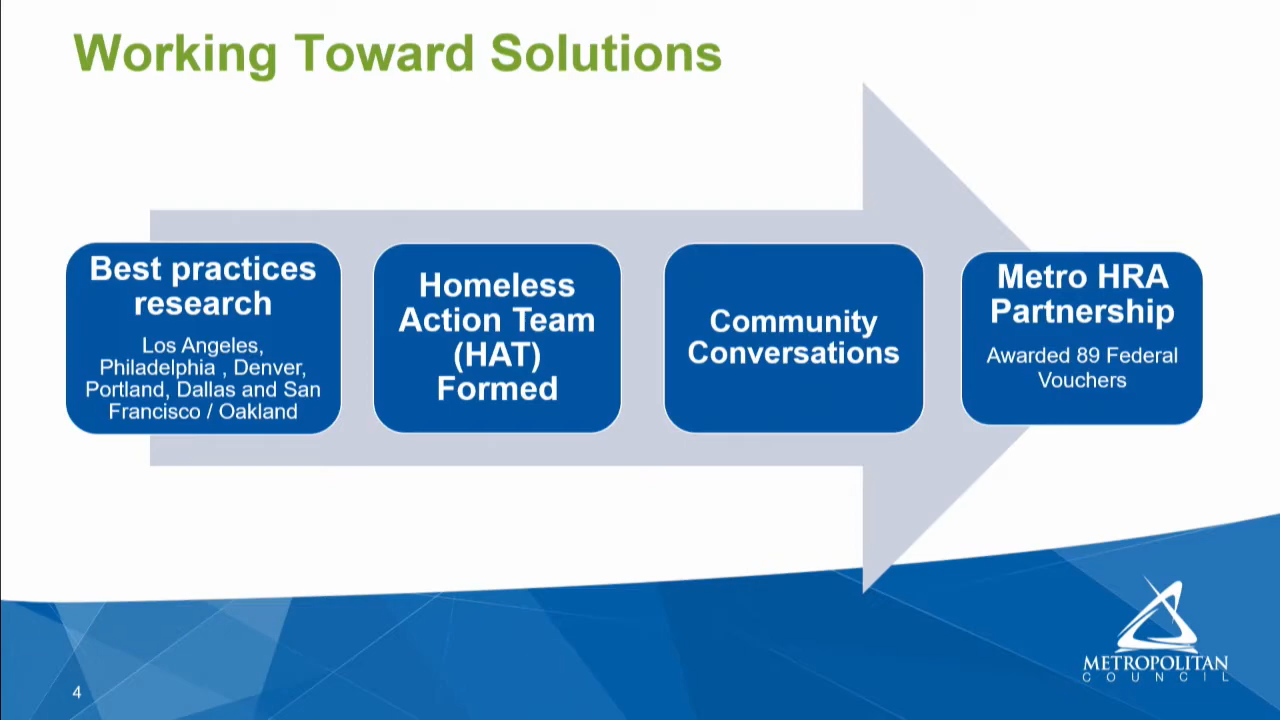 Working Toward Solutions
Best practices
research
Los Angeles,
Philadelphia , Denver,
Portland, Dallas and San
Francisco / Oakland
Homeless
Action Team
(HAT)
Formed
Community
Conversations
Metro HRA
Partnership
Awarded 89 Federal
Vouchers
4
METROPOLITAN
COUNCIL